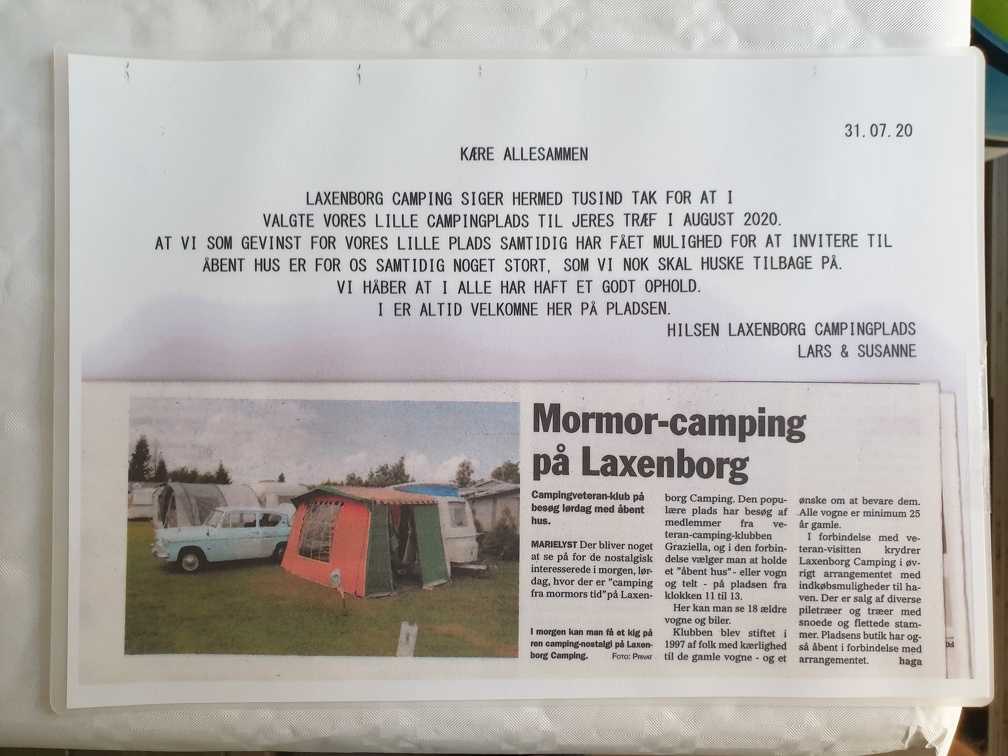 31.07.20
KÆRE ALLESAMMEN
LAXENBORG CAMPING SIGER HERMED TUSIND TAK FOR AT I
VALGTE VORES LILLE CAMPINGPLADS TIL JERES TRÆF I AUGUST 2020.
AT VI SOM GEVINST FOR VORES LILLE PLADS SAMTIDIG HAR FÅET MULIGHED FOR AT INVITERE TIL
ÅBENT HUS ER FOR OS SAMTIDIG NOGET STORT, SOM VI NOK SKAL HUSKE TILBAGE PÅ.
VI HÅBER AT I ALLE HAR HAFT ET GODT OPHOLD.
I ER ALTID VELKOMNE HER PÅ PLADSEN.
HILSEN LAXENBORG CAMPINGPLADS
LARS & SUSANNE
Mormor-camping
på Laxenborg
Campingveteran-klub på
besøg lørdag med åbent
hus.
MARIELYST Der bliver noget
at se på for de nostalgisk
interesserede i morgen, lør-
dag, hvor der er "camping
fra mormors tid" på Laxen-
borg Camping. Den popu-
lære plads har besøg af
medlemmer fra ve-
teran-camping-klubben
Graziella, og i den forbin-
delse vælger man at holde
et "åbent hus" - eller vogn
og telt - på pladsen fra
klokken 11 til 13.
Her kan man se 18 ældre
vogne og biler.
Klubben blev stiftet i
1997 af folk med kærlighed
til de gamle vogne - og et
ønske om at bevare dem.
Alle vogne er minimum 25
år gamle.
I forbindelse med ve-
teran-visitten krydrer
Laxenborg Camping i øv-
rigt arrangementet med
indkøbsmuligheder til ha-
ven. Der er salg af diverse
piletræer og træer med
snoede og flettede stam-
mer. Pladsens butik har og-
så åbent i forbindelse med
arrangementet. haga
I morgen kan man få et kig på
ren camping-nostalgi på Laxen-
borg Camping. FOTO: PRIVAT